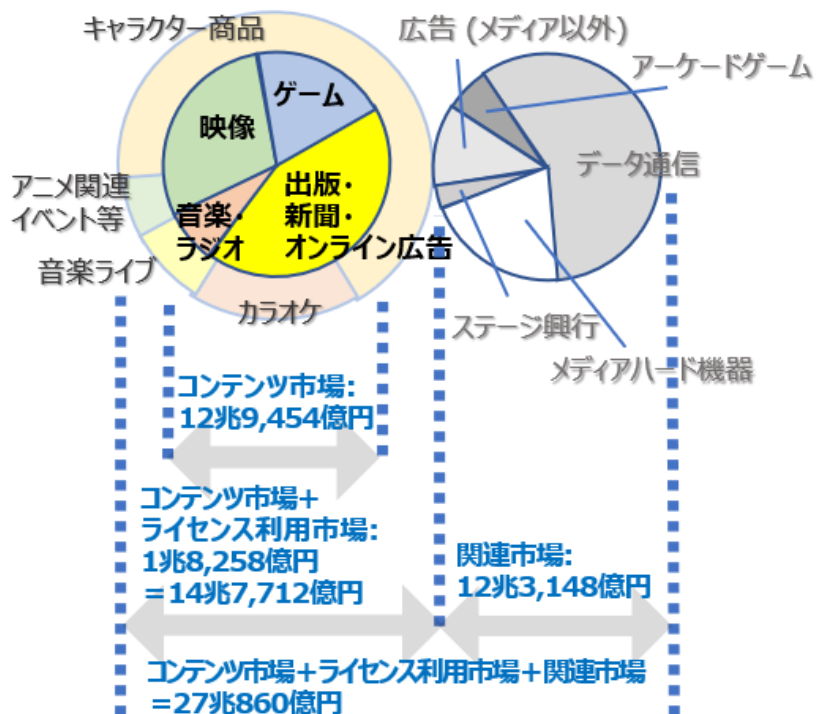 キャラクター商品
広告 (メディア以外)
アーケードゲーム
ゲーム
映像
データ通信
アニメ関連
イベント等
出版・
新聞・
オンライン広告
音楽・
ラジオ
音楽ライブ
カラオケ
ステージ興行
メディアハード機器
コンテンツ市場:
12兆9,454億円
コンテンツ市場+
ライセンス利用市場:
1兆8,258億円
=14兆7,712億円
関連市場:
12兆3,148億円
コンテンツ市場+ライセンス利用市場+関連市場
=27兆860億円